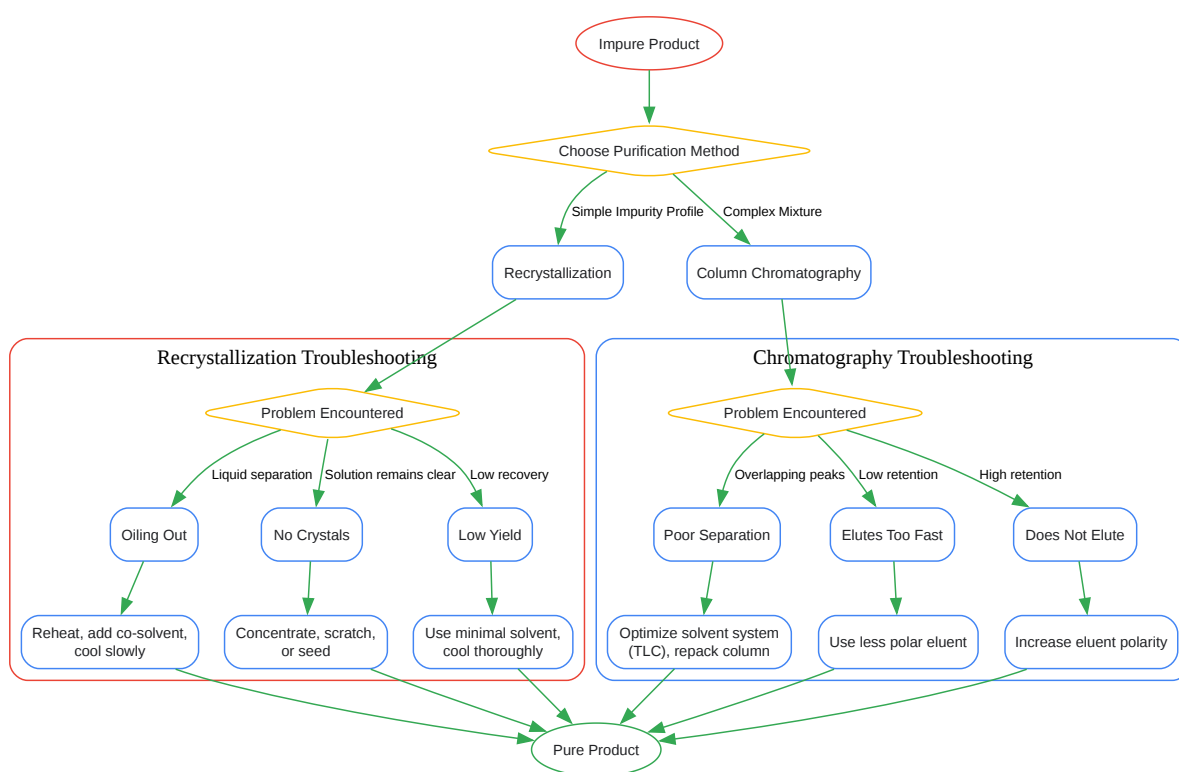 Impure Product
Choose Purification Method
Simple Impurity Profile
Complex Mixture
Recrystallization
Column Chromatography
Recrystallization Troubleshooting
Problem Encountered
Liquid separation
Solution remains clear
Low recovery
Oiling Out
No Crystals
Low Yield
Reheat, add co-solvent,
cool slowly
Concentrate, scratch,
or seed
Use minimal solvent,
cool thoroughly
Chromatography Troubleshooting
Problem Encountered
Overlapping peaks
Low retention
High retention
Poor Separation
Elutes Too Fast
Does Not Elute
Optimize solvent system
(TLC), repack column
Use less polar eluent
Increase eluent polarity
Pure Product